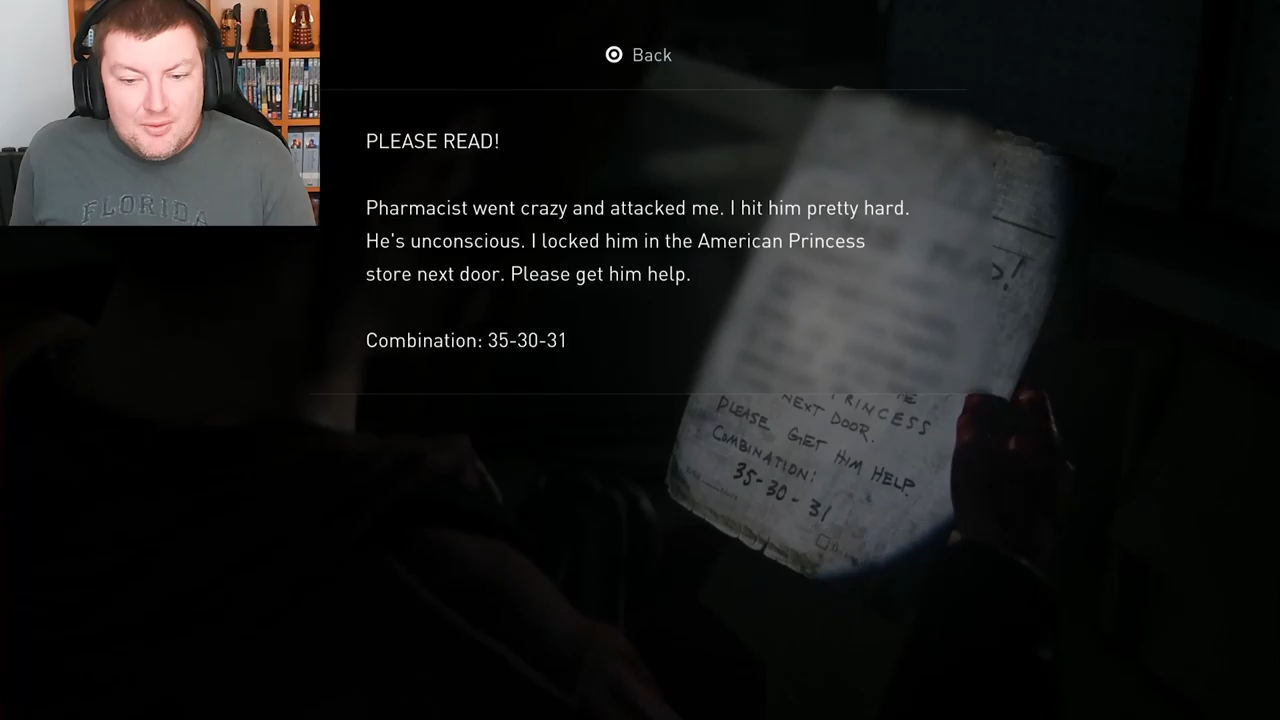 Back
PLEASE READ!
Pharmacist went crazy and attacked me. I hit him pretty hard.
He's unconscious. I locked him in the American Princess
store next door. Please get him help.
Combination: 35-30-31
FLORIDA
PRINCESS
NEXT DOOR.
PLEASE GET HIM HELP.
COMBINATION:
35-30-31